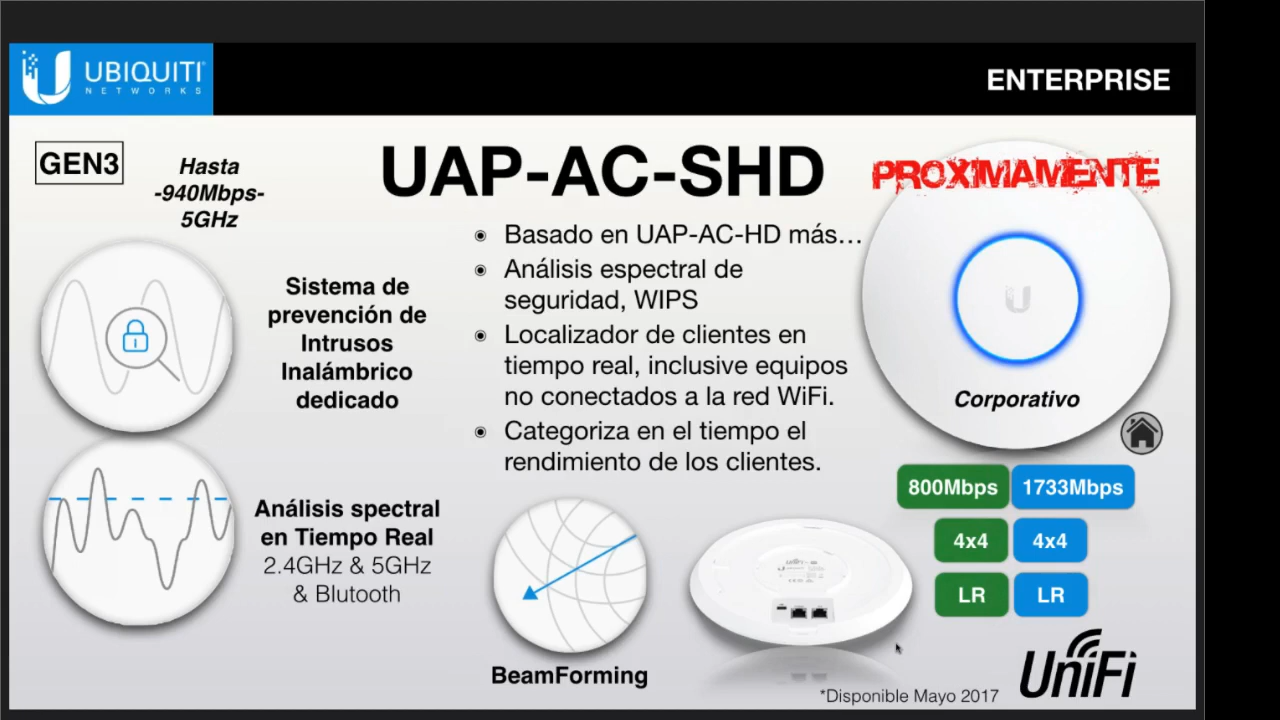 UBIQUITI
NETWORKS
ENTERPRISE
GEN3
Hasta
-940Mbps-
5GHz
UAP-AC-SHD
PROXIMAMENTE
Basado en UAP-AC-HD más…
Análisis espectral de
seguridad, WIPS
Localizador de clientes en
tiempo real, inclusive equipos
no conectados a la red WiFi.
Categoriza en el tiempo el
rendimiento de los clientes.
Sistema de
prevención de
Intrusos
Inalámbrico
dedicado
Corporativo
Análisis spectral
en Tiempo Real
2.4GHz & 5GHz
& Blutooth
BeamForming
800Mbps 1733Mbps
4x4 4x4
LR LR
UniFi
*Disponible Mayo 2017